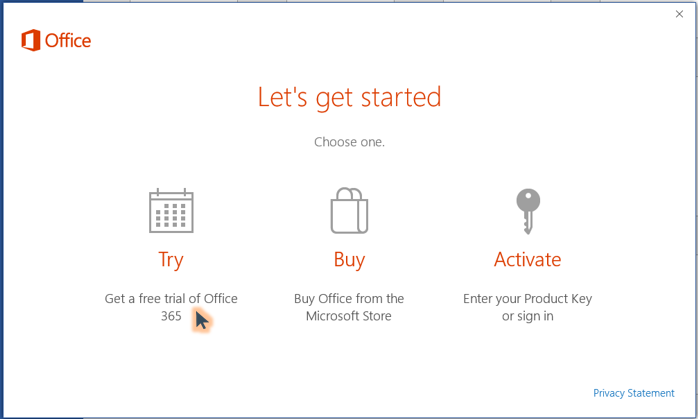 Office
Let's get started
Choose one.
Try
Get a free trial of Office
365
Buy
Buy Office from the
Microsoft Store
Activate
Enter your Product Key
or sign in
Privacy Statement